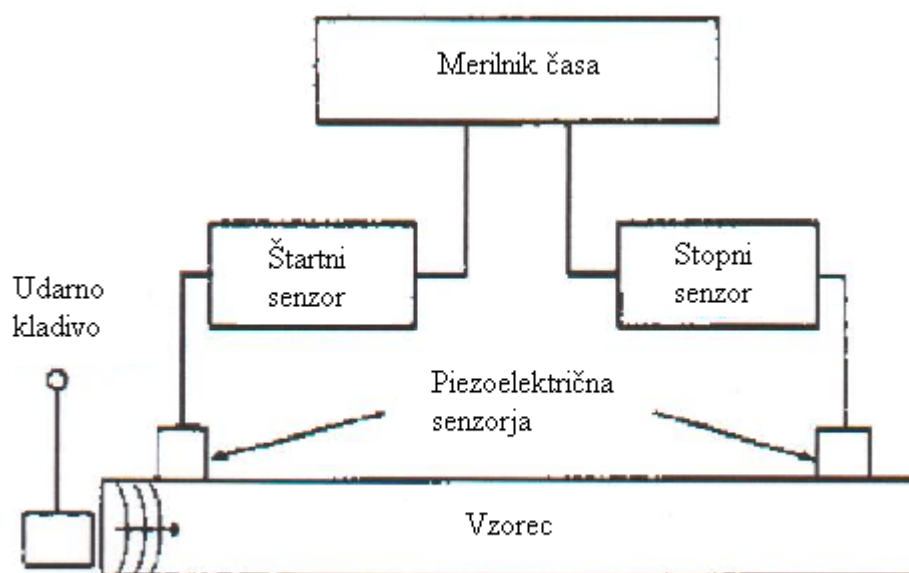 Merilnik časa
Štartni
senzor
Stopni
senzor
Udarno
kladivo
Piezoelektrična
senzorja
Vzorec